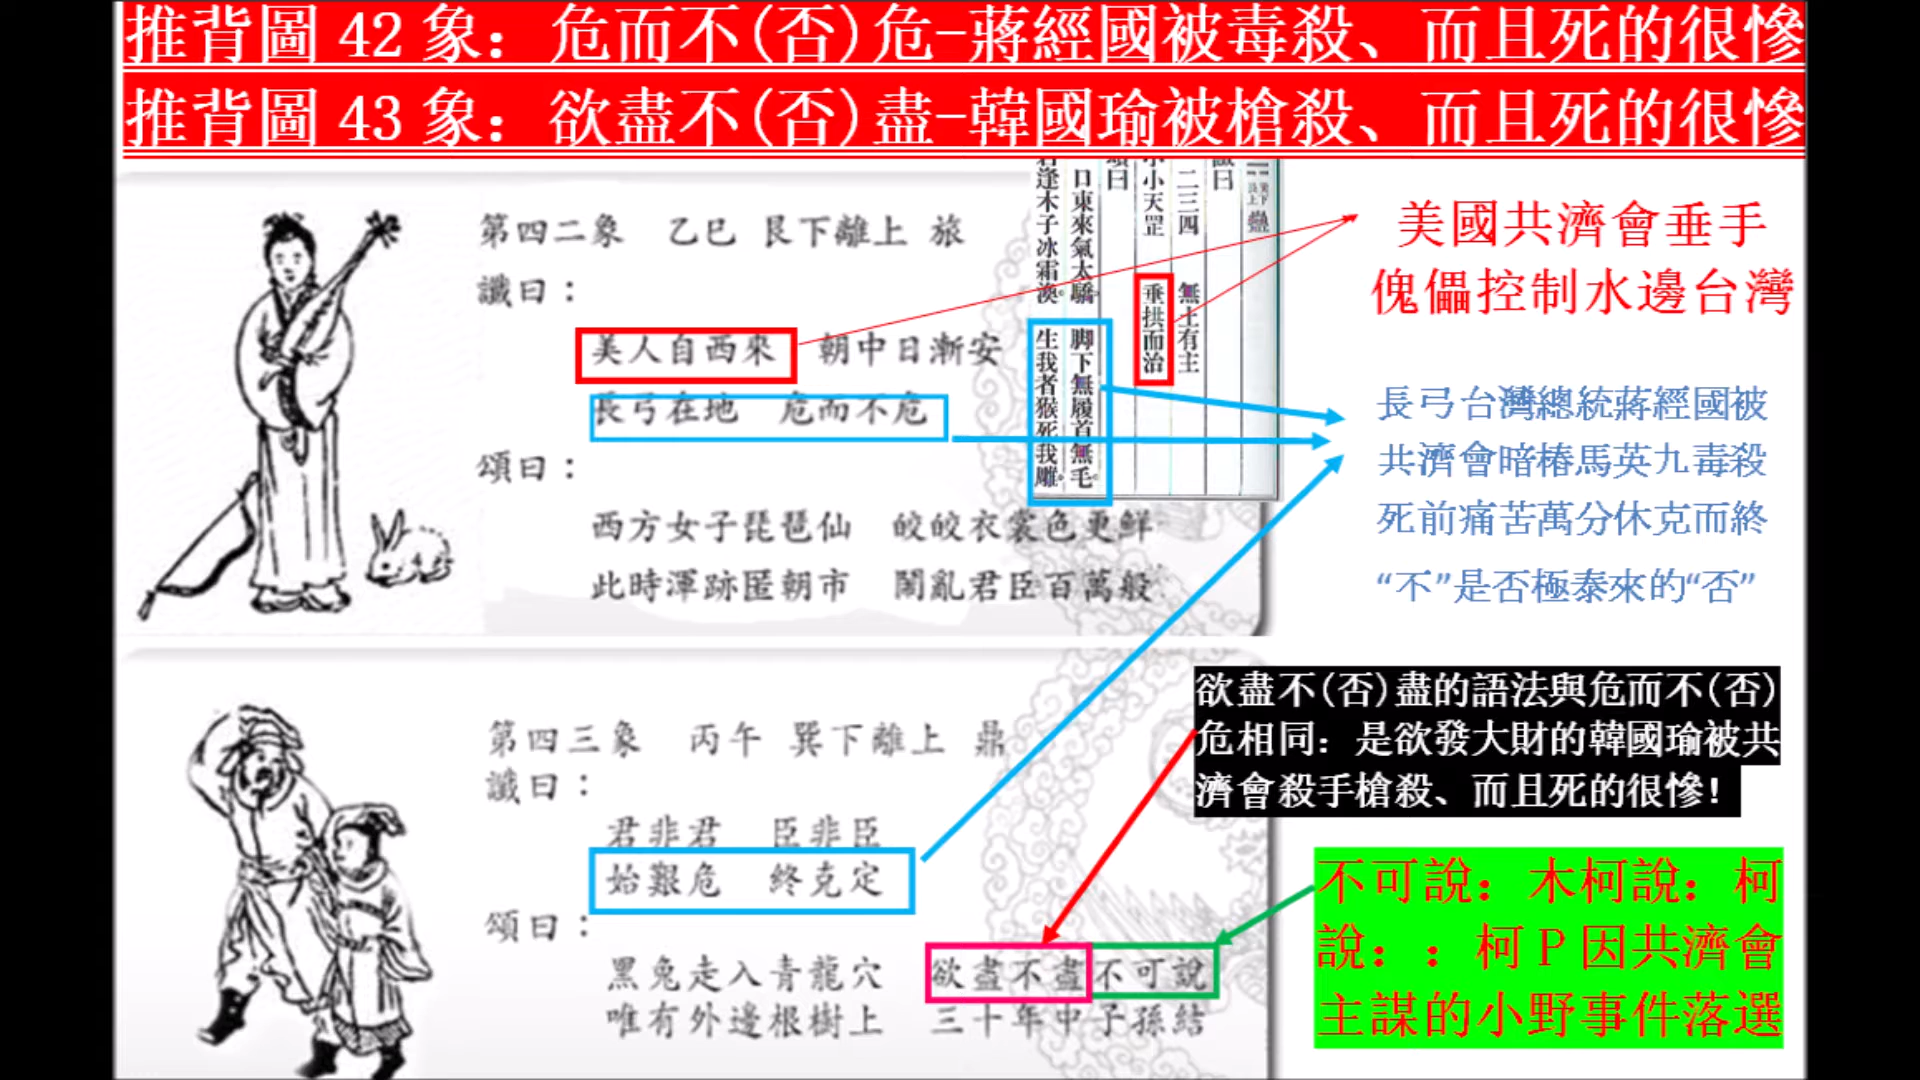 推背圖 42 象：危而不(否)危-蔣經國被毒殺、而且死的很慘
推背圖 43 象：欲盡不(否)盡-韓國瑜被槍殺、而且死的很慘
第四二象　乙巳　艮下離上　旅
讖曰：
美人自西來　朝中日漸安
長弓在地　危而不危
頌曰：
西方女子琵琶仙　皎皎衣裳色更鮮
此時渾跡匿朝市　鬧亂君臣百萬般
曰
二三四　無土有主
小小天罡　垂拱而治
曰
口東來氣太驕　脚下無履首無毛
若逢木子冰霜渙　生我者猴死我雕
美國共濟會垂手
傀儡控制水邊台灣
長弓台灣總統蔣經國被
共濟會暗椿馬英九毒殺
死前痛苦萬分休克而終
“不”是否極泰來的“否”
第四三象　丙午　巽下離上　鼎
讖曰：
君非君　臣非臣
始艱危　終克定
頌曰：
黑兔走入青龍穴　欲盡不盡不可說
唯有外邊根樹上　三十年中子孫結
欲盡不(否)盡的語法與危而不(否)
危相同：是欲發大財的韓國瑜被共
濟會殺手槍殺、而且死的很慘!
不可說：木柯說：柯
說：：柯P因共濟會
主謀的小野事件落選